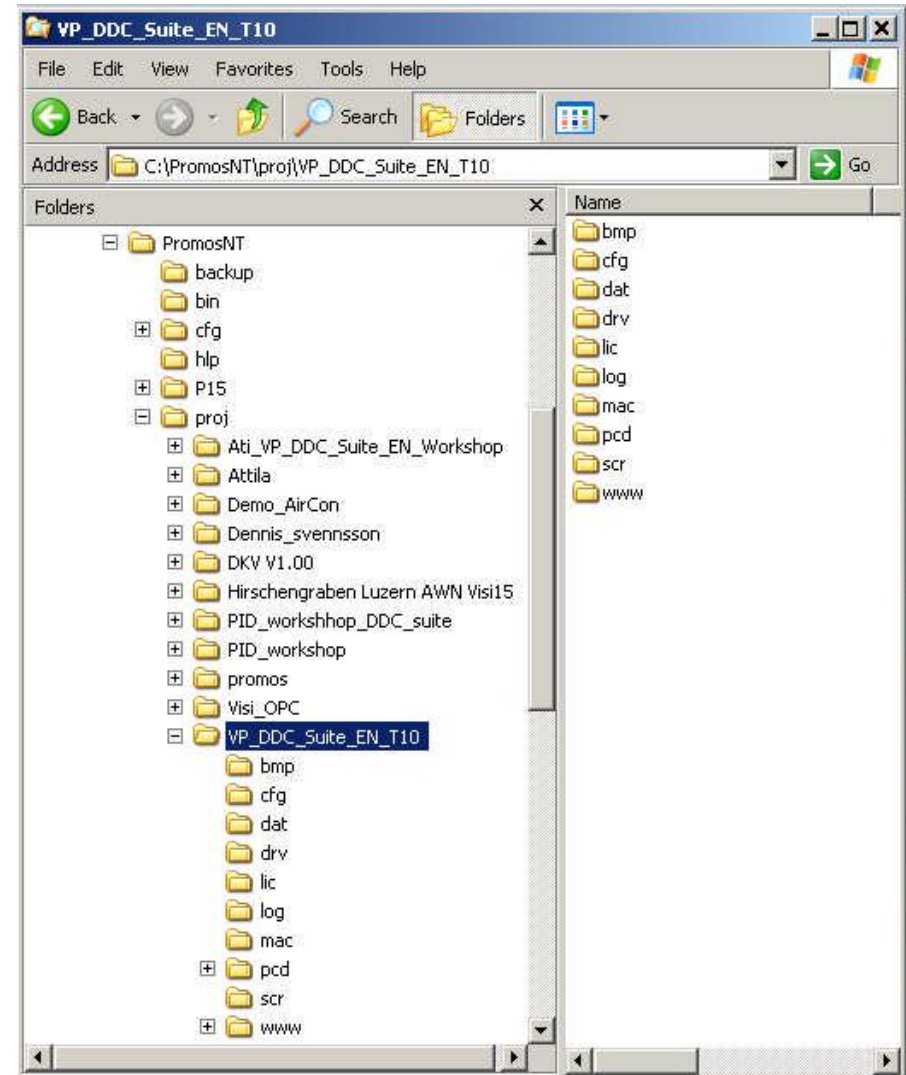 VP_DDC_Suite_EN_T10
File Edit View Favorites Tools Help
Back Search Folders
Address C:\PromosNT\proj\VP_DDC_Suite_EN_T10 Go
Folders
PromosNT
backup
bin
cfg
hlp
P15
proj
Ati_VP_DDC_Suite_EN_Workshop
Attila
Demo_AirCon
Dennis_svennsson
DKV V1.00
Hirschengraben Luzern AWN Visi15
PID_workshhop_DDC_suite
PID_workshop
promos
Visi_OPC
VP_DDC_Suite_EN_T10
bmp
cfg
dat
drv
lic
log
mac
pcd
scr
www
Name
bmp
cfg
dat
drv
lic
log
mac
pcd
scr
www